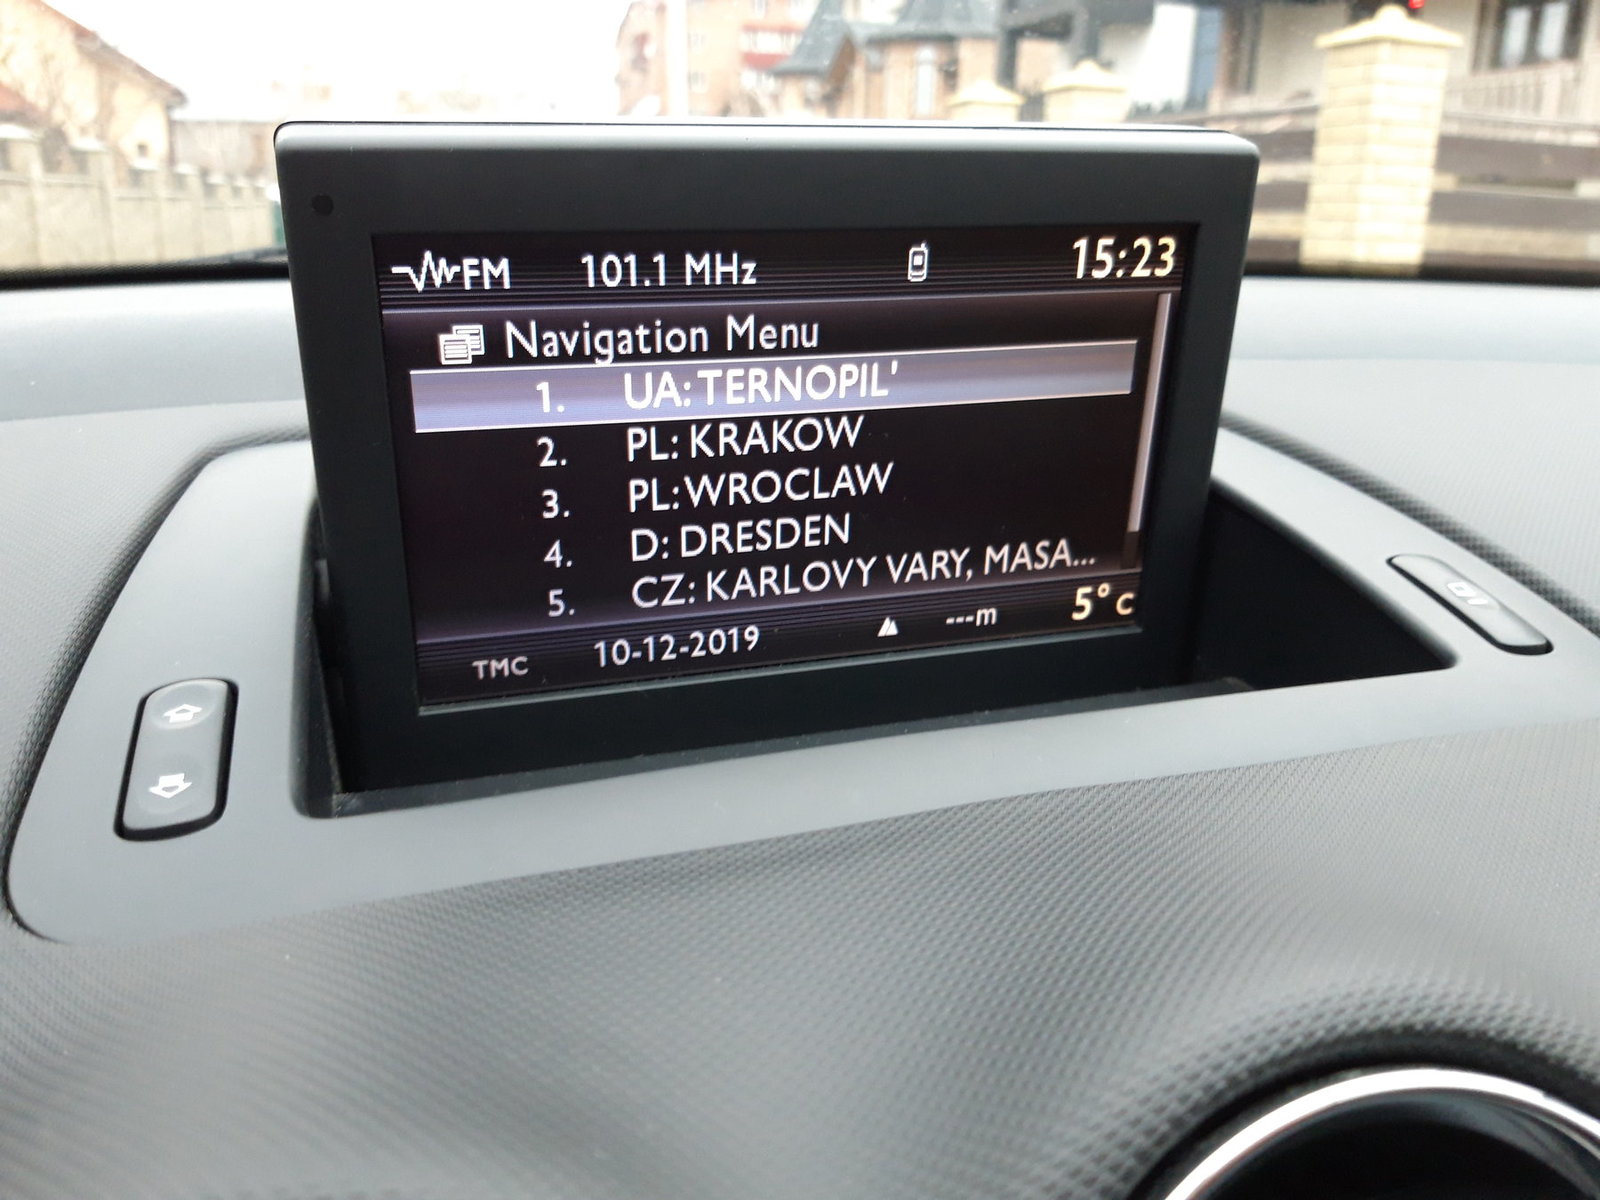 FM 101.1 MHz 15:23
Navigation Menu
1. UA: TERNOPIL'
2. PL: KRAKOW
3. PL: WROCLAW
4. D: DRESDEN
5. CZ: KARLOVY VARY, MASA...
TMC 10-12-2019 ---m 5° C